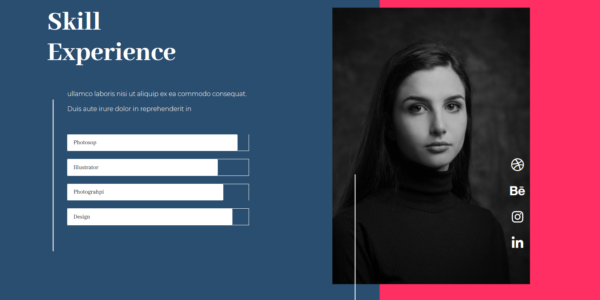 Skill
Experience
ullamco laboris nisi ut aliquip ex ea commodo consequat.
Duis aute irure dolor in reprehenderit in
Photosop
Illustrator
Photograhpi
Design
Bē
in